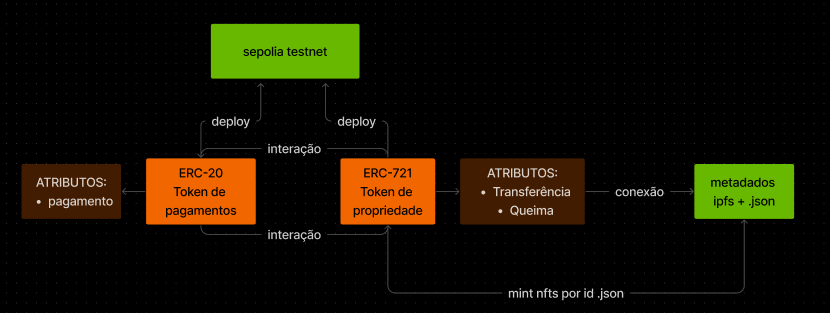 sepolia testnet
deploy
deploy
interação
ERC-20
Token de
pagamentos
ERC-721
Token de
propriedade
ATRIBUTOS:
• pagamento
ATRIBUTOS:
• Transferência
• Queima
conexão
metadados
ipfs + .json
interação
mint nfts por id .json